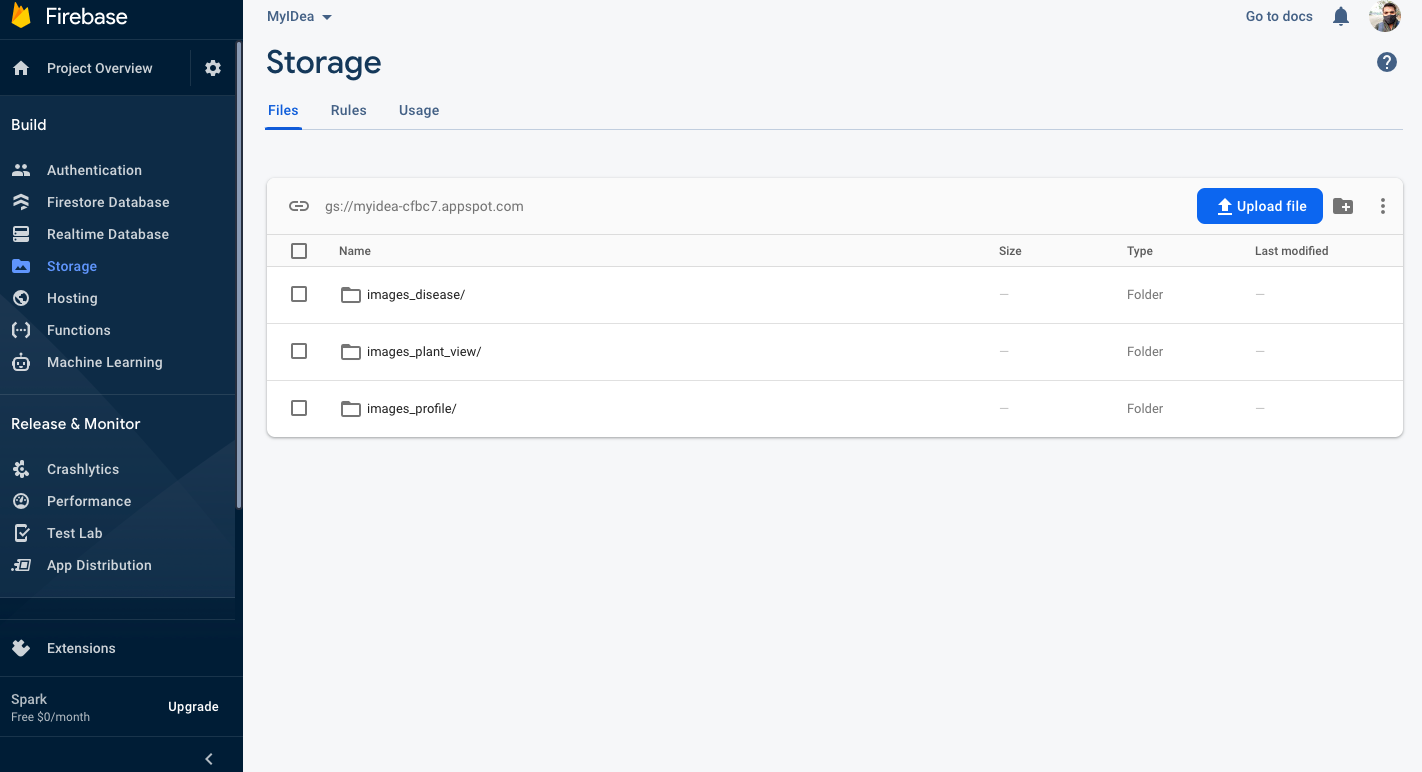 Firebase
Project Overview
Build
Authentication
Firestore Database
Realtime Database
Storage
Hosting
Functions
Machine Learning
Release & Monitor
Crashlytics
Performance
Test Lab
App Distribution
Extensions
Spark
Free $0/month
Upgrade
MyIDea
Go to docs
Storage
Files Rules Usage
gs://myidea-cfbc7.appspot.com
Upload file
Name Size Type Last modified
images_disease/ — Folder —
images_plant_view/ — Folder —
images_profile/ — Folder —